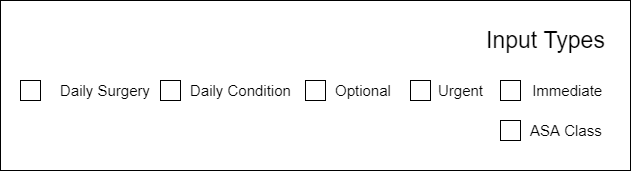 Input Types
Daily Surgery Daily Condition Optional Urgent Immediate
ASA Class